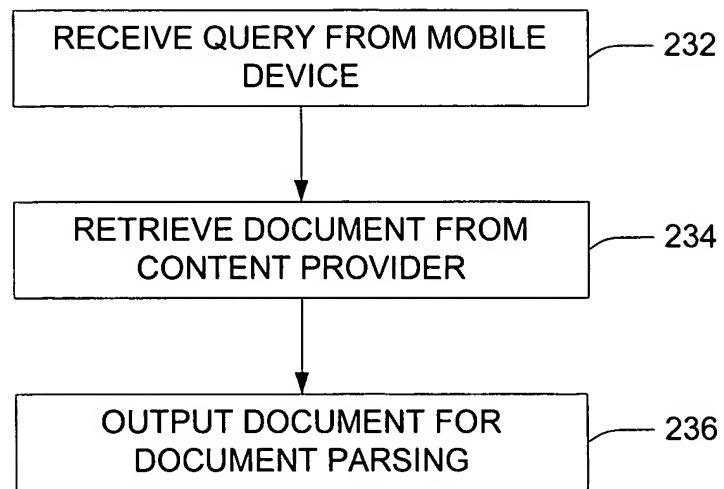 RECEIVE QUERY FROM MOBILE
DEVICE
232
RETRIEVE DOCUMENT FROM
CONTENT PROVIDER
234
OUTPUT DOCUMENT FOR
DOCUMENT PARSING
236